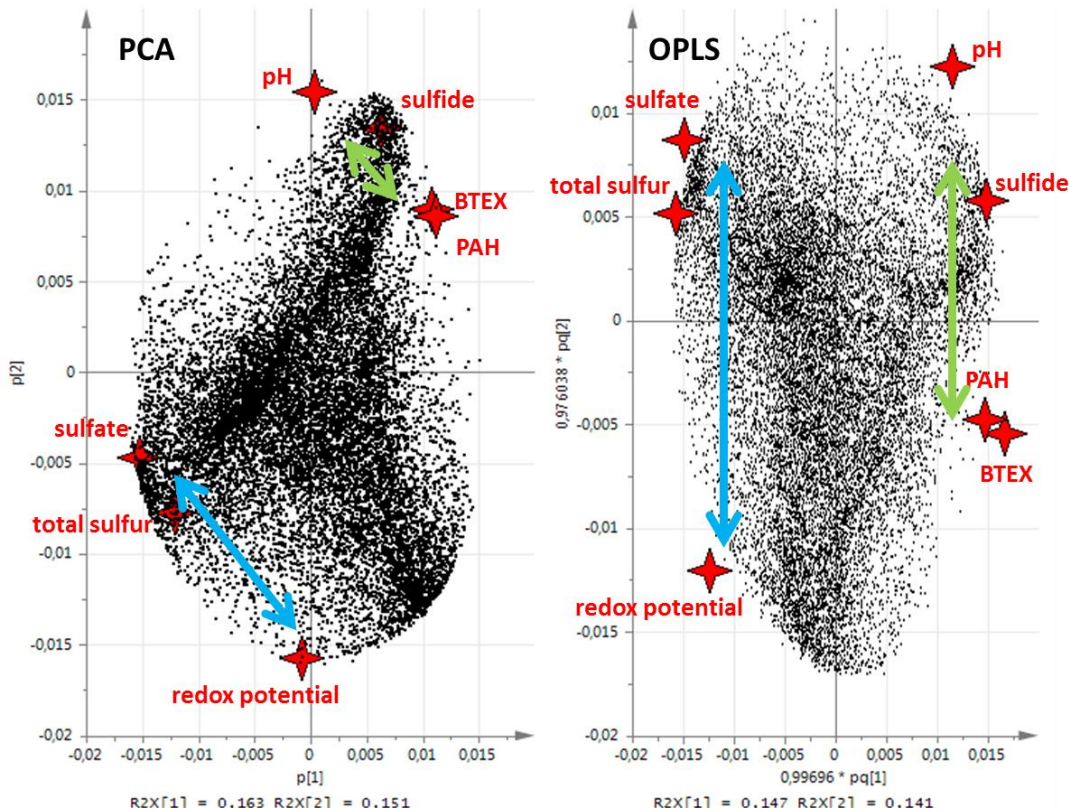 PCA
pH
sulfide
BTEX
PAH
sulfate
total sulfur
redox potential
0,015
0,01
0,005
0
-0,005
-0,01
-0,015
-0,02
p[2]
-0,02 -0,015 -0,01 -0,005 0 0,005 0,01 0,015
p[1]
R2X[1] = 0.163 R2X[2] = 0.151
OPLS
pH
sulfate
total sulfur
sulfide
PAH
BTEX
redox potential
0,01
0,005
0
-0,005
-0,01
-0,015
-0,02
0,976038 * pq[2]
-0,02 -0,015 -0,01 -0,005 0 0,005 0,01 0,015
0,99696 * pq[1]
R2X[1] = 0.147 R2X[2] = 0.141